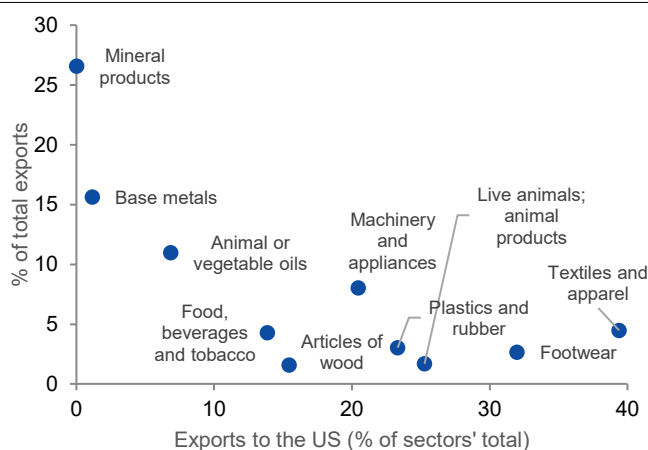 % of total exports
30
25
20
15
10
5
0
Mineral
products
Base metals
Animal or
vegetable oils
Food,
beverages
and tobacco
Articles of
wood
Machinery
and
appliances
Live animals;
animal
products
Plastics and
rubber
Textiles and
apparel
Footwear
0
10
20
30
40
Exports to the US (% of sectors' total)